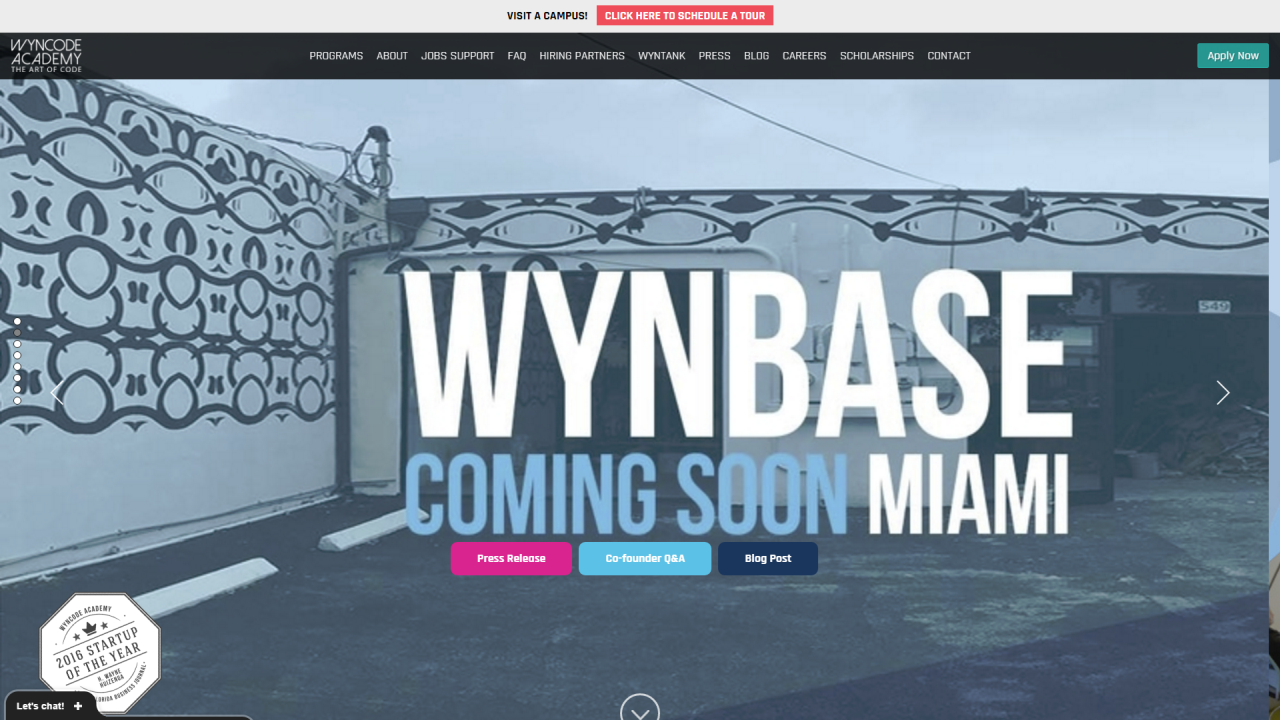 VISIT A CAMPUS! CLICK HERE TO SCHEDULE A TOUR
WYNCODE
ACADEMY
THE ART OF CODE
PROGRAMS ABOUT JOBS SUPPORT FAQ HIRING PARTNERS WYNTANK PRESS BLOG CAREERS SCHOLARSHIPS CONTACT
Apply Now
549
WYNBASE
COMING SOON MIAMI
Press Release Co-founder Q&A Blog Post
WYNCODE ACADEMY
2016 STARTUP
OF THE YEAR
H. WAYNE
HUIZENGA
BUSINESS JOURNAL
Let's chat! +